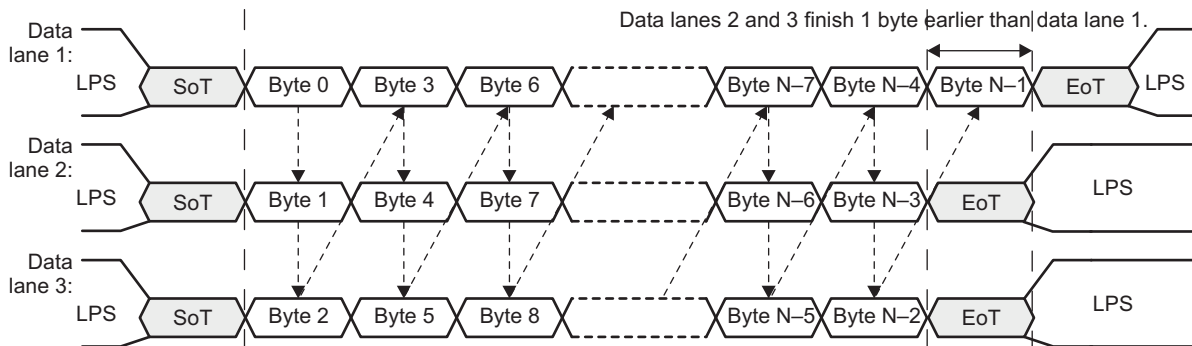 Data lanes 2 and 3 finish 1 byte earlier than data lane 1.
Data
lane 1:
LPS SoT Byte 0 Byte 3 Byte 6 Byte N–7 Byte N–4 Byte N–1 EoT LPS
Data
lane 2:
LPS SoT Byte 1 Byte 4 Byte 7 Byte N–6 Byte N–3 EoT LPS
Data
lane 3:
LPS SoT Byte 2 Byte 5 Byte 8 Byte N–5 Byte N–2 EoT LPS